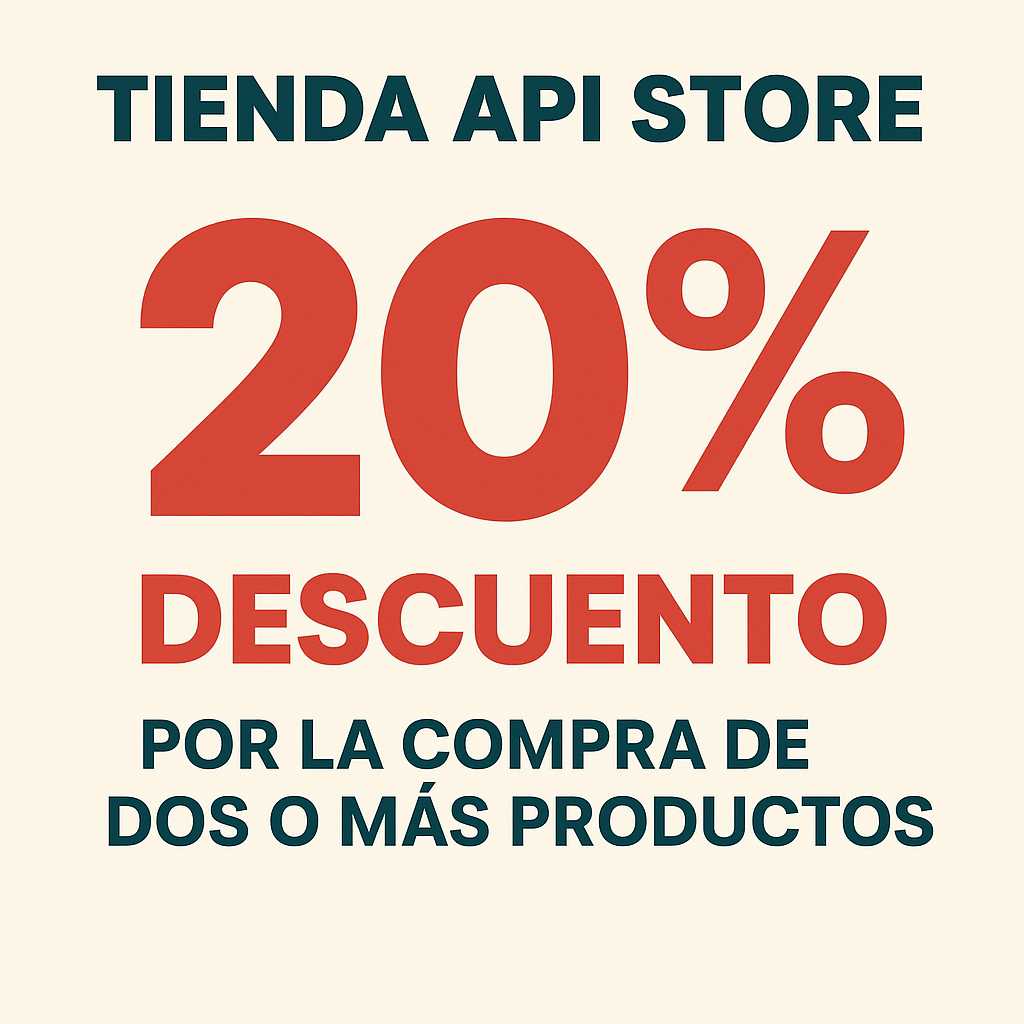 TIENDA API STORE
20%
DESCUENTO
POR LA COMPRA DE
DOS O MÁS PRODUCTOS